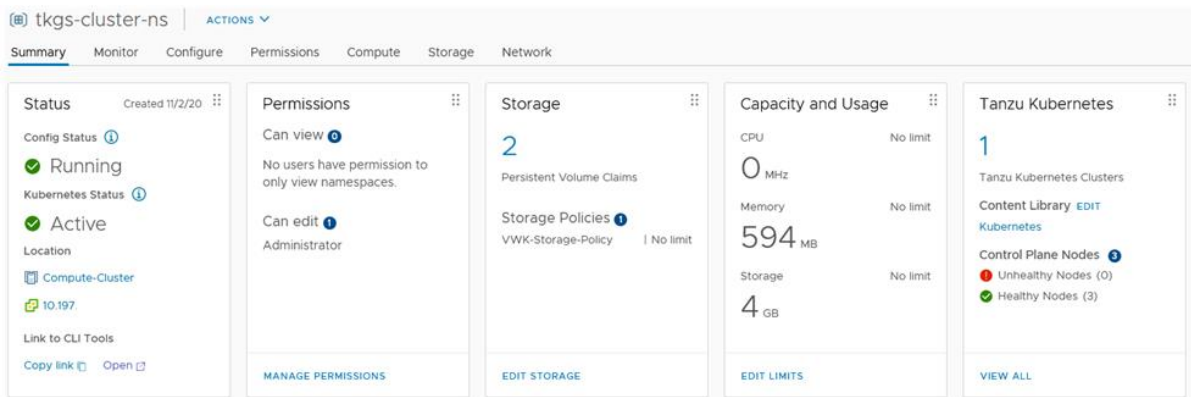 tkgs-cluster-ns ACTIONS
Summary Monitor Configure Permissions Compute Storage Network
Status Created 11/2/20
Config Status
Running
Kubernetes Status
Active
Location
Compute-Cluster
10.197.
Link to CLI Tools
Copy link Open
Permissions
Can view 0
No users have permission to
only view namespaces.
Can edit 1
Administrator
MANAGE PERMISSIONS
Storage
2
Persistent Volume Claims
Storage Policies 1
VWK-Storage-Policy | No limit
EDIT STORAGE
Capacity and Usage
CPU No limit
0 MHz
Memory No limit
594 MB
Storage No limit
4 GB
EDIT LIMITS
Tanzu Kubernetes
1
Tanzu Kubernetes Clusters
Content Library EDIT
Kubernetes
Control Plane Nodes 3
Unhealthy Nodes (0)
Healthy Nodes (3)
VIEW ALL